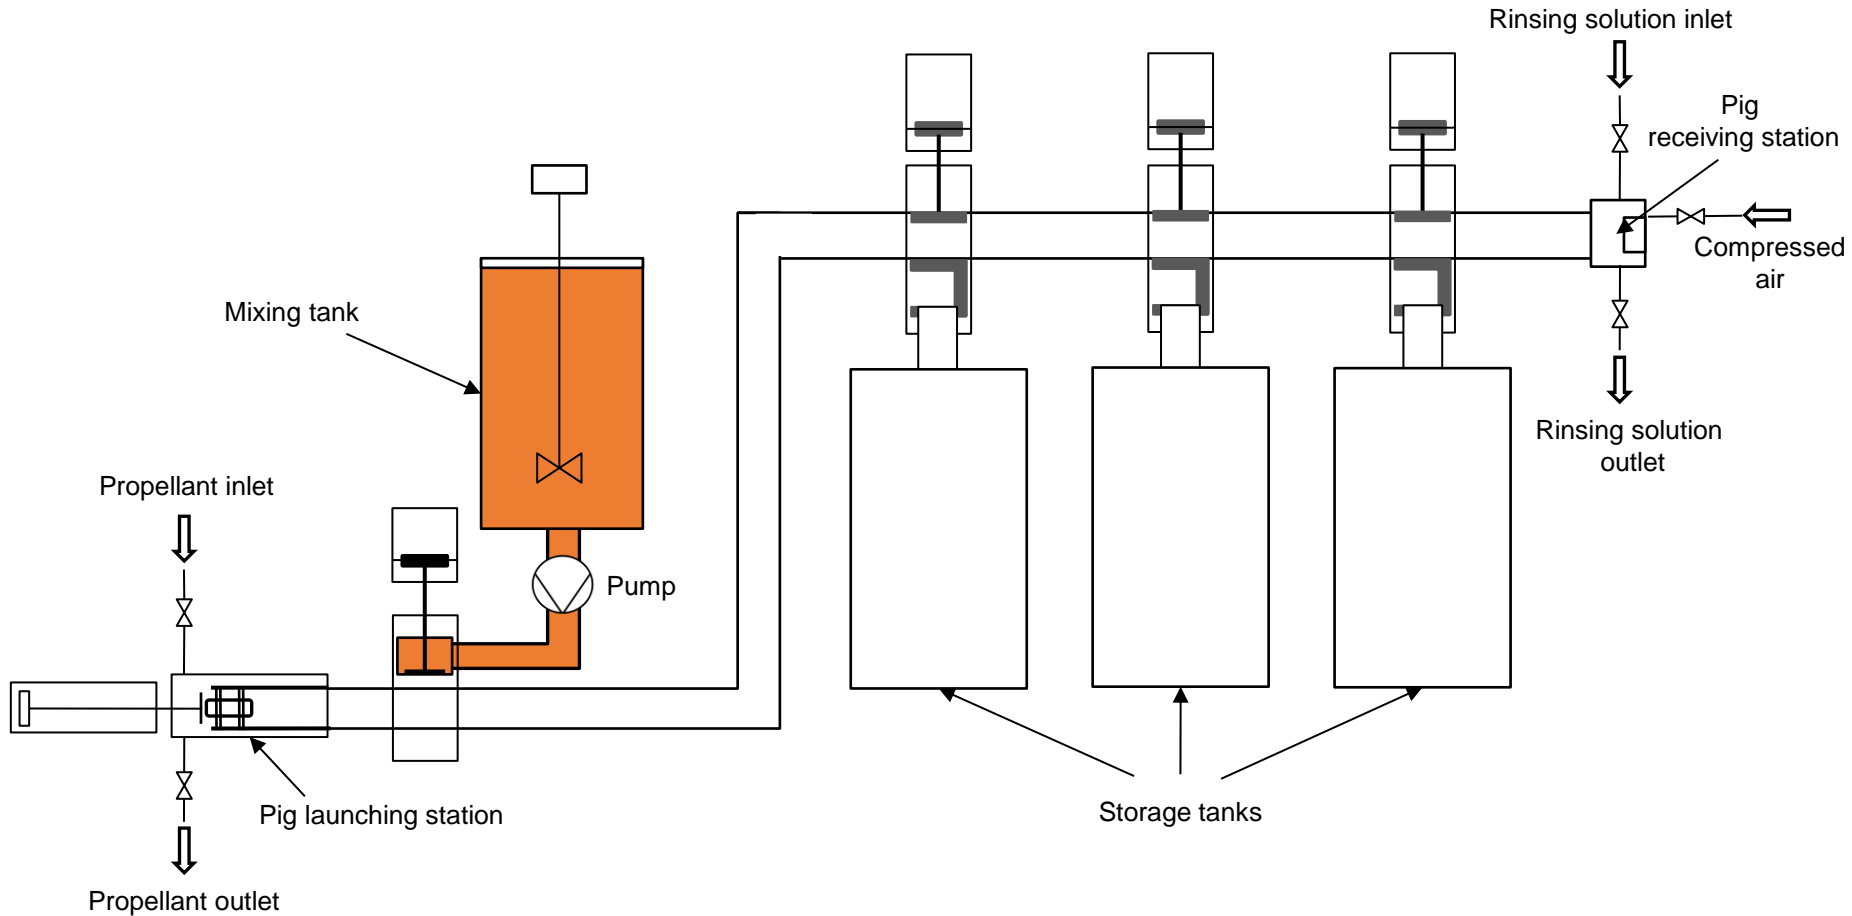 Rinsing solution inlet
Pig
receiving station
Compressed
air
Mixing tank
Rinsing solution
outlet
Propellant inlet
Pump
Pig launching station
Storage tanks
Propellant outlet